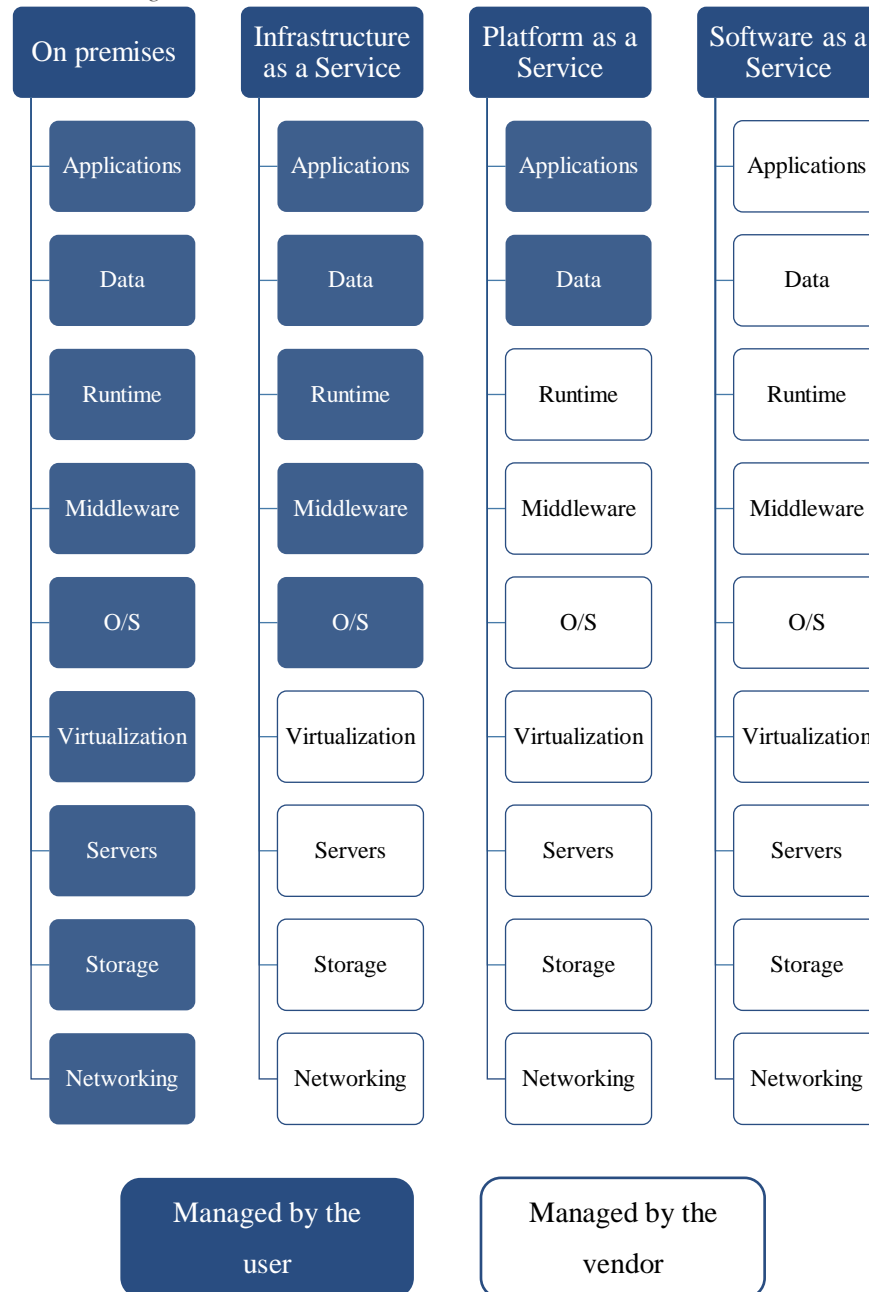 On premises
Infrastructure
as a Service
Platform as a
Service
Software as a
Service
Applications
Applications
Applications
Applications
Data
Data
Data
Data
Runtime
Runtime
Runtime
Runtime
Middleware
Middleware
Middleware
Middleware
O/S
O/S
O/S
O/S
Virtualization
Virtualization
Virtualization
Virtualization
Servers
Servers
Servers
Servers
Storage
Storage
Storage
Storage
Networking
Networking
Networking
Networking
Managed by the
user
Managed by the
vendor